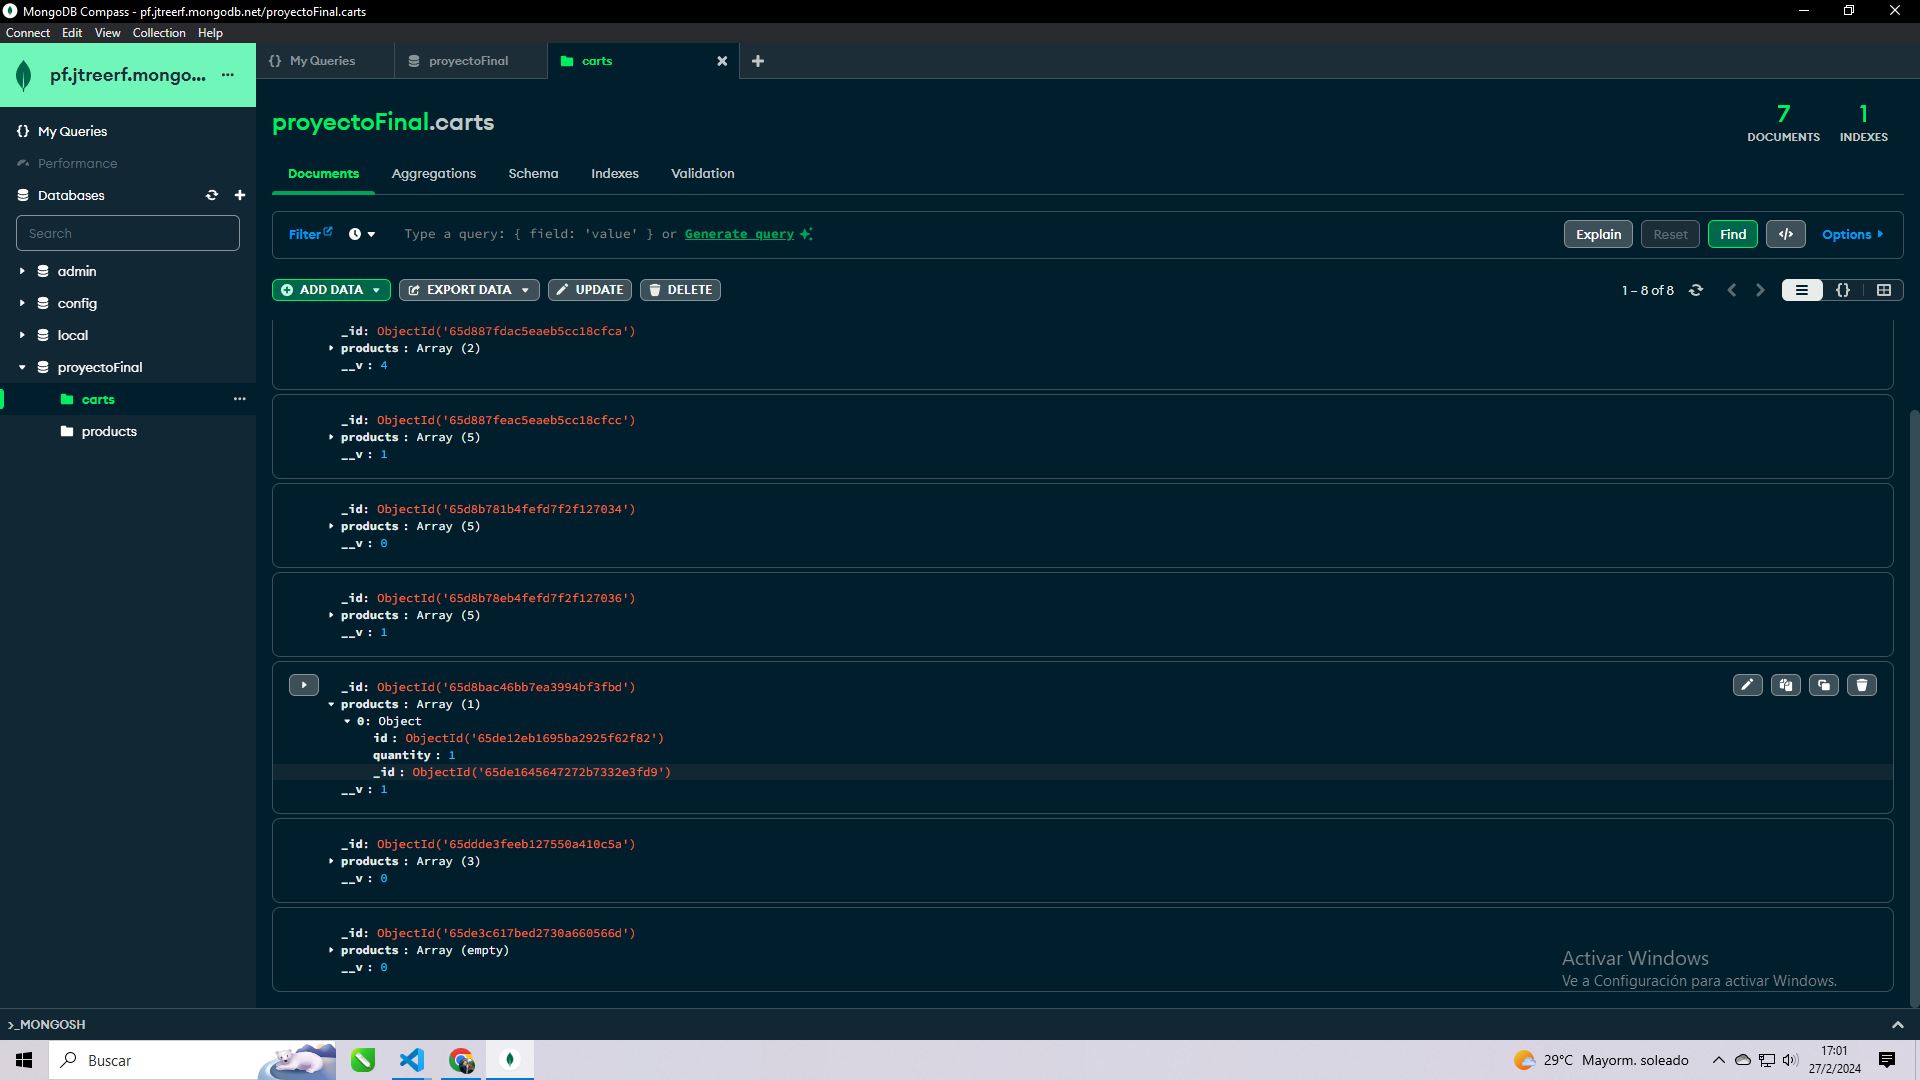 MongoDB Compass - pf.jtreerf.mongodb.net/proyectoFinal.carts
Connect Edit View Collection Help
pf.jtreerf.mongo... ...
{} My Queries
Performance
Databases
Search
admin
config
local
proyectoFinal
carts ...
products
{} My Queries
proyectoFinal
carts
proyectoFinal.carts
7
DOCUMENTS
1
INDEXES
Documents Aggregations Schema Indexes Validation
Filter
Type a query: { field: 'value' } or Generate query
Explain Reset Find </> Options
ADD DATA EXPORT DATA UPDATE DELETE
1 – 8 of 8
{}
_id: ObjectId('65d887fdac5eaeb5cc18cfca')
products : Array (2)
__v : 4
_id: ObjectId('65d887feac5eaeb5cc18cfcc')
products : Array (5)
__v : 1
_id: ObjectId('65d8b781b4fefd7f2f127034')
products : Array (5)
__v : 0
_id: ObjectId('65d8b78eb4fefd7f2f127036')
products : Array (5)
__v : 1
_id: ObjectId('65d8bac46bb7ea3994bf3fbd')
products : Array (1)
0: Object
id : ObjectId('65de12eb1695ba2925f62f82')
quantity : 1
_id : ObjectId('65de1645647272b7332e3fd9')
__v : 1
_id: ObjectId('65ddde3feeb127550a410c5a')
products : Array (3)
__v : 0
_id: ObjectId('65de3c617bed2730a660566d')
products : Array (empty)
__v : 0
Activar Windows
Ve a Configuración para activar Windows.
>_MONGOSH
Buscar
29°C Mayorm. soleado
17:01
27/2/2024